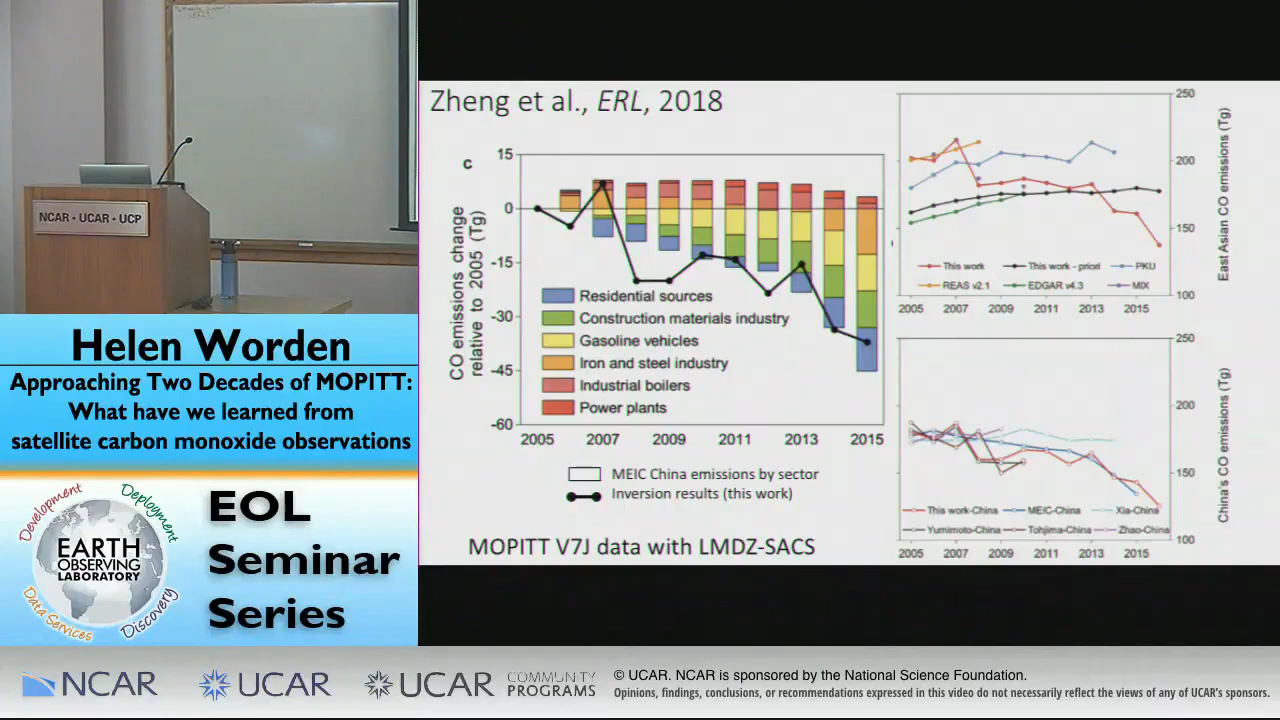 NCAR • UCAR • UCP
Helen Worden
Approaching Two Decades of MOPITT:
What have we learned from
satellite carbon monoxide observations
Development
Deployment
EARTH
OBSERVING
LABORATORY
Data Services
Discovery
EOL
Seminar
Series
Zheng et al., ERL, 2018
c
CO emissions change
relative to 2005 (Tg)
15
0
-15
-30
-45
-60
Residential sources
Construction materials industry
Gasoline vehicles
Iron and steel industry
Industrial boilers
Power plants
2005 2007 2009 2011 2013 2015
MEIC China emissions by sector
Inversion results (this work)
MOPITT V7J data with LMDZ-SACS
250
200
150
100
East Asian CO emissions (Tg)
This work This work - priori PKU
REAS v2.1 EDGAR v4.3 MIX
2005 2007 2009 2011 2013 2015
250
200
150
100
China's CO emissions (Tg)
This work-China MEIC-China Xia-China
Yumimoto-China Tohjima-China Zhao-China
2005 2007 2009 2011 2013 2015
NCAR UCAR UCAR COMMUNITY
PROGRAMS
© UCAR. NCAR is sponsored by the National Science Foundation.
Opinions, findings, conclusions, or recommendations expressed in this video do not necessarily reflect the views of any of UCAR's sponsors.